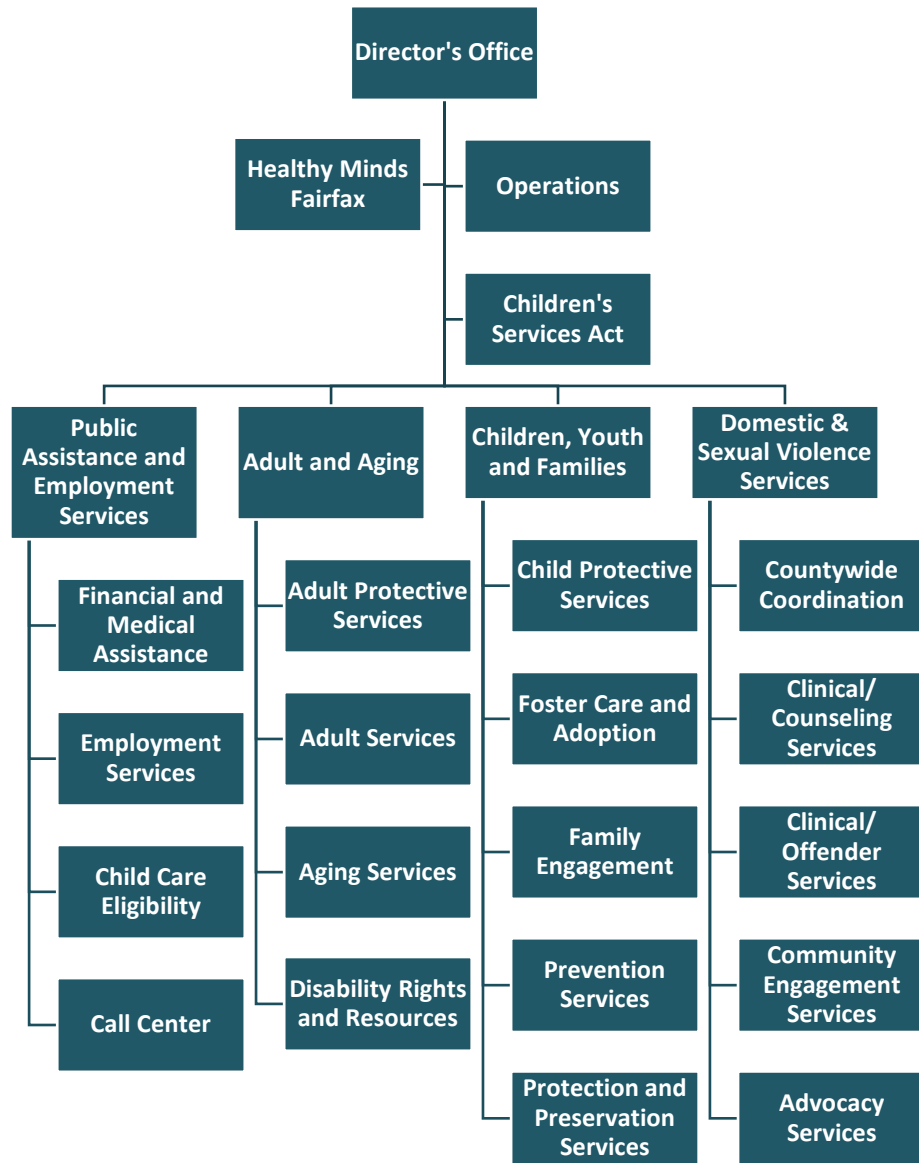 Director's Office
Healthy Minds
Fairfax
Operations
Children's
Services Act
Public
Assistance and
Employment
Services
Adult and Aging
Children, Youth
and Families
Domestic &
Sexual Violence
Services
Financial and
Medical
Assistance
Employment
Services
Child Care
Eligibility
Call Center
Adult Protective
Services
Adult Services
Aging Services
Disability Rights
and Resources
Child Protective
Services
Foster Care and
Adoption
Family
Engagement
Prevention
Services
Protection and
Preservation
Services
Countywide
Coordination
Clinical/
Counseling
Services
Clinical/
Offender
Services
Community
Engagement
Services
Advocacy
Services